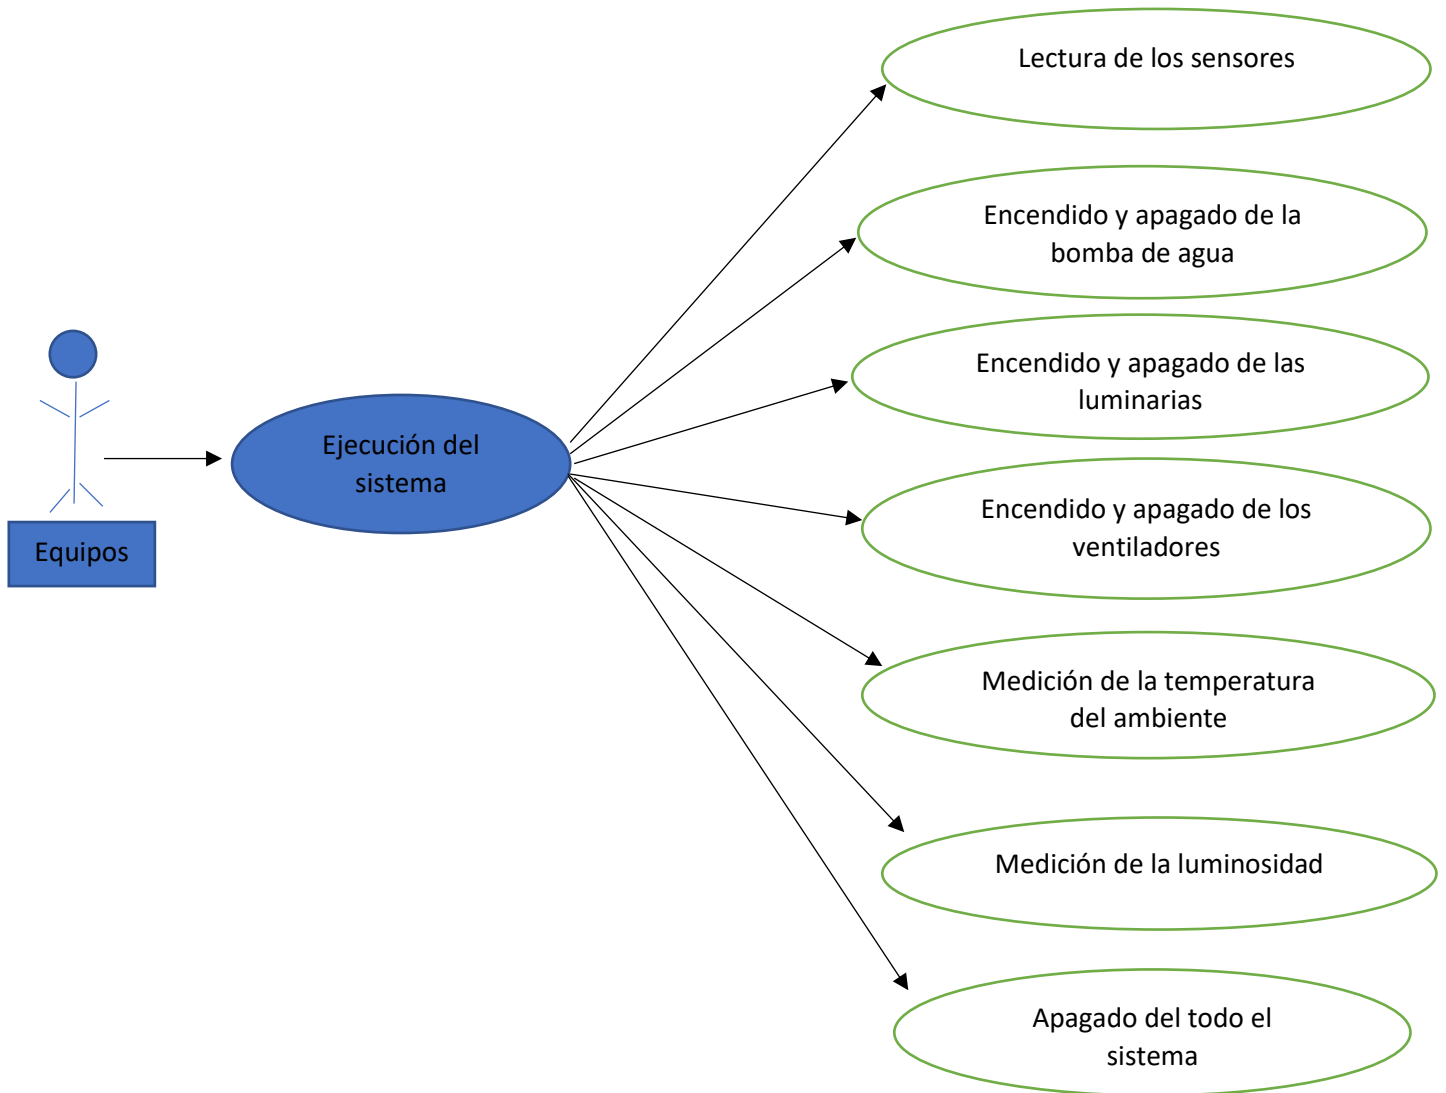 Lectura de los sensores
Encendido y apagado de la
bomba de agua
Encendido y apagado de las
luminarias
Ejecución del
sistema
Encendido y apagado de los
ventiladores
Equipos
Medición de la temperatura
del ambiente
Medición de la luminosidad
Apagado del todo el
sistema